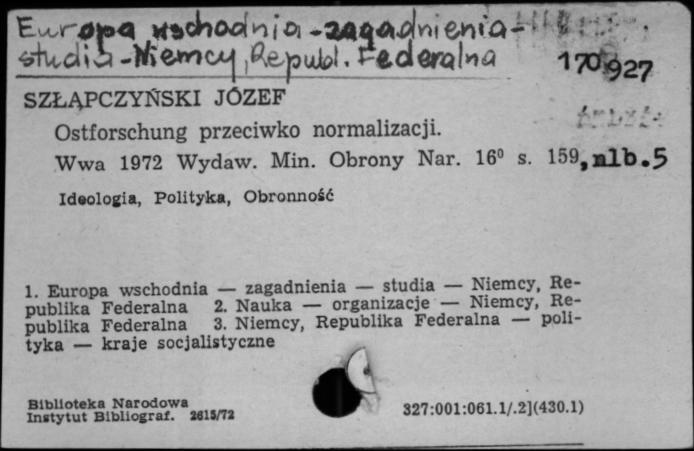 Europa wschodnia - zagadnienia -
studia - Niemcy, Republ. Federalna
170927
SZŁĄPCZYŃSKI JÓZEF
Ostforschung przeciwko normalizacji.
Wwa 1972 Wydaw. Min. Obrony Nar. 16⁰ s. 159, nlb. 5
Ideologia, Polityka, Obronność
1. Europa wschodnia — zagadnienia — studia — Niemcy, Re-
publika Federalna 2. Nauka — organizacje — Niemcy, Re-
publika Federalna 3. Niemcy, Republika Federalna — poli-
tyka — kraje socjalistyczne
Biblioteka Narodowa
Instytut Bibliograf. 2615/72
327:001:061.1/.2](430.1)